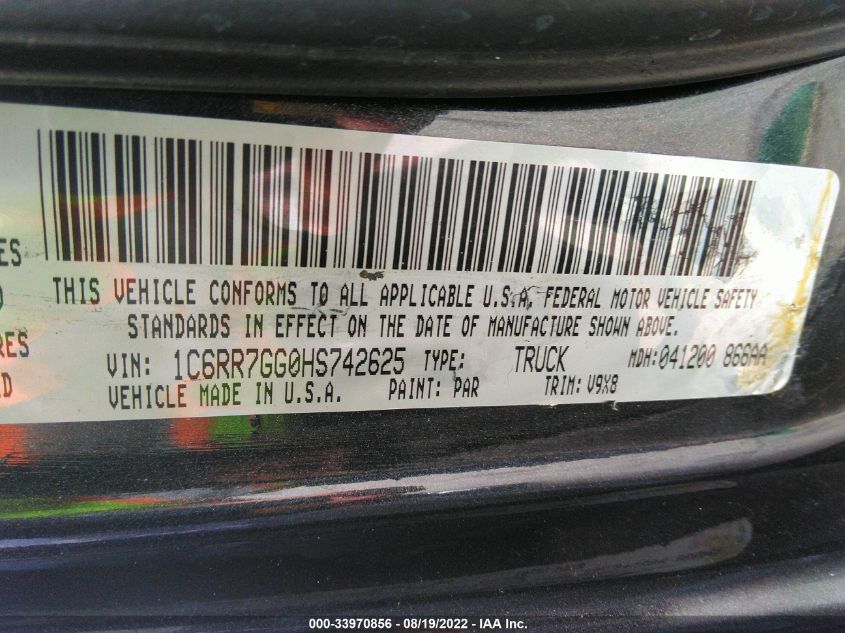 ES
)
RES
D
THIS VEHICLE CONFORMS TO ALL APPLICABLE U.S.A. FEDERAL MOTOR VEHICLE SAFETY
STANDARDS IN EFFECT ON THE DATE OF MANUFACTURE SHOWN ABOVE.
VIN: 1C6RR7GG0HS742625 TYPE: TRUCK MDH:041200 866AA
VEHICLE MADE IN U.S.A. PAINT: PAR TRIM: V9X8
000-33970856 - 08/19/2022 - IAA Inc.